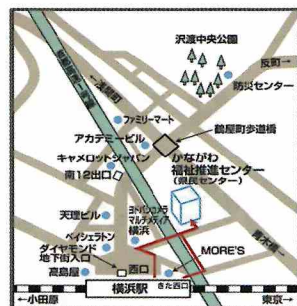 沢渡中央公園
反町→
←浅間町
防災センター
ファミリーマート
鶴屋町歩道橋
アカデミービル
かながわ
福祉推進センター
(県民センター)
キャメロットジャパン
南12出口
ヨドバシカメラ
マルチメディア
横浜
天理ビル
青木橋→
ベイシェラトン
ダイヤモンド
地下街入口
MORE'S
高島屋
西口
きた西口
横浜駅
←小田原
東京→